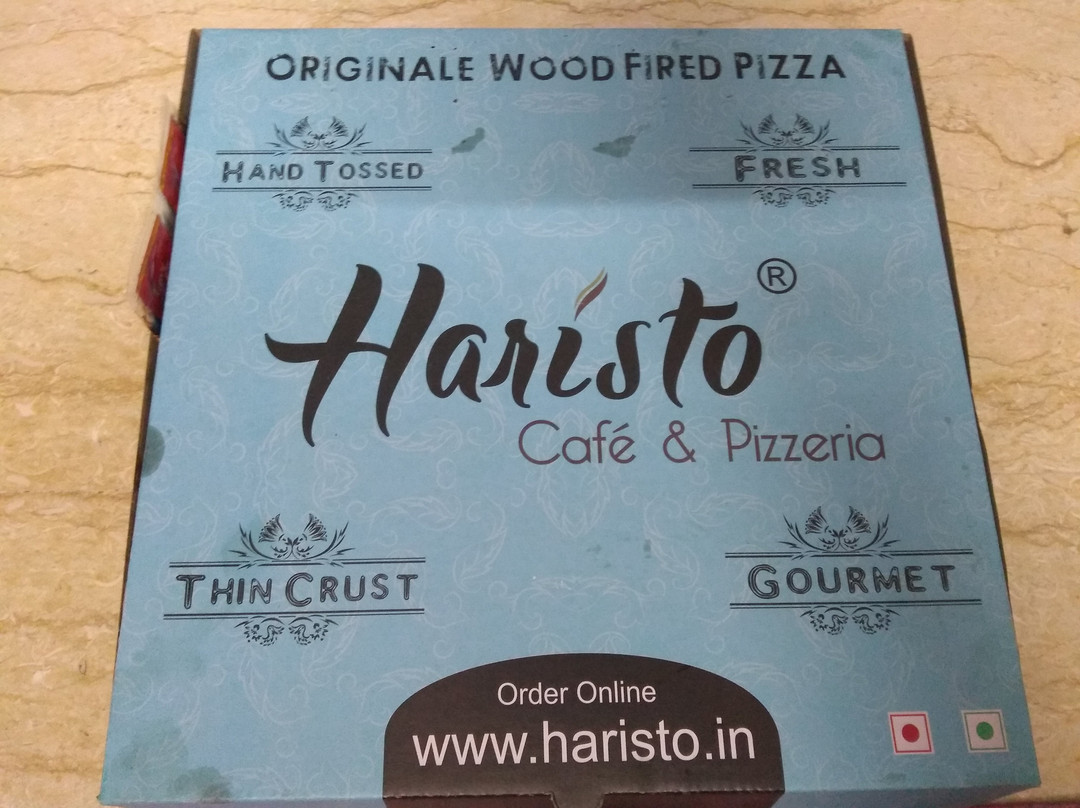 ORIGINALE WOOD FIRED PIZZA
HAND TOSSED
FRESH
Haristo ®
Café & Pizzeria
THIN CRUST
GOURMET
Order Online
www.haristo.in